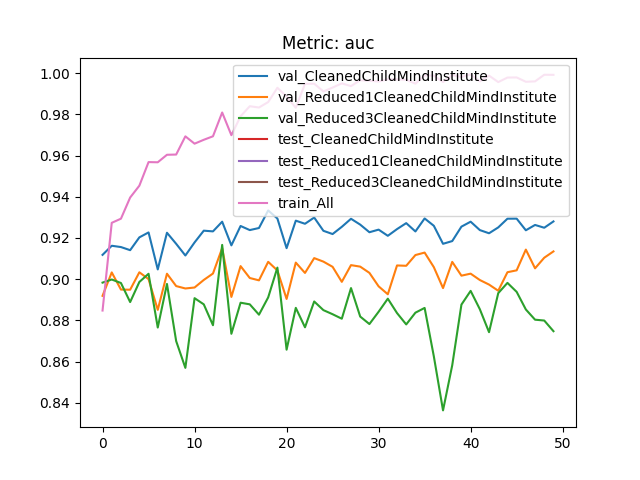 Metric: auc
1.00
0.98
0.96
0.94
0.92
0.90
0.88
0.86
0.84
val_CleanedChildMindInstitute
val_Reduced1CleanedChildMindInstitute
val_Reduced3CleanedChildMindInstitute
test_CleanedChildMindInstitute
test_Reduced1CleanedChildMindInstitute
test_Reduced3CleanedChildMindInstitute
train_All
0 10 20 30 40 50